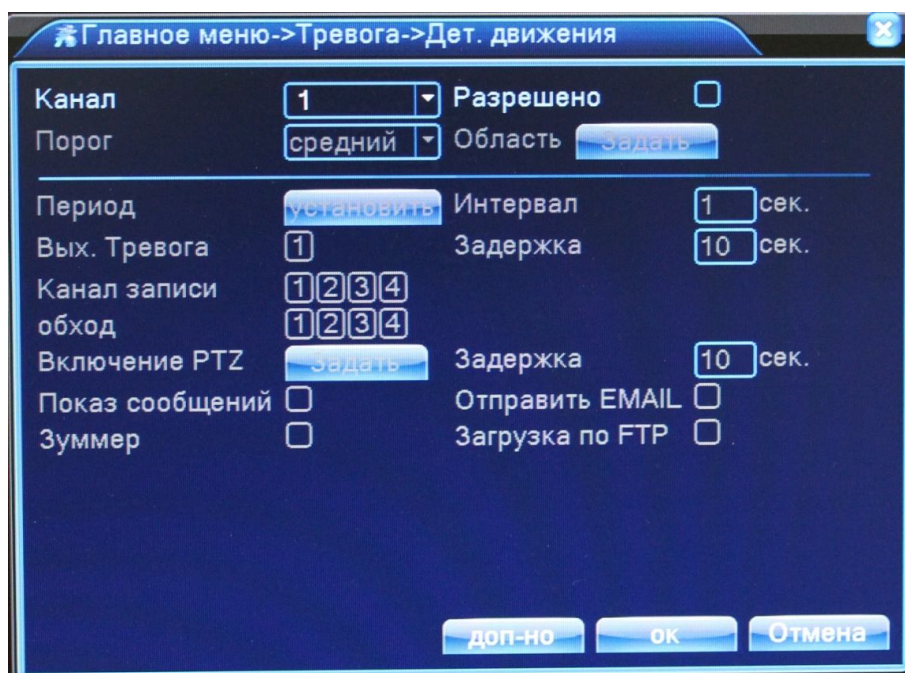 Главное меню->Тревога->Дет. движения
Канал 1 Разрешено
Порог средний Область Задать
Период установить Интервал 1 сек.
Вых. Тревога 1 Задержка 10 сек.
Канал записи 1 2 3 4
обход 1 2 3 4
Включение PTZ Задать Задержка 10 сек.
Показ сообщений Отправить EMAIL
Зуммер Загрузка по FTP
доп-но ок Отмена